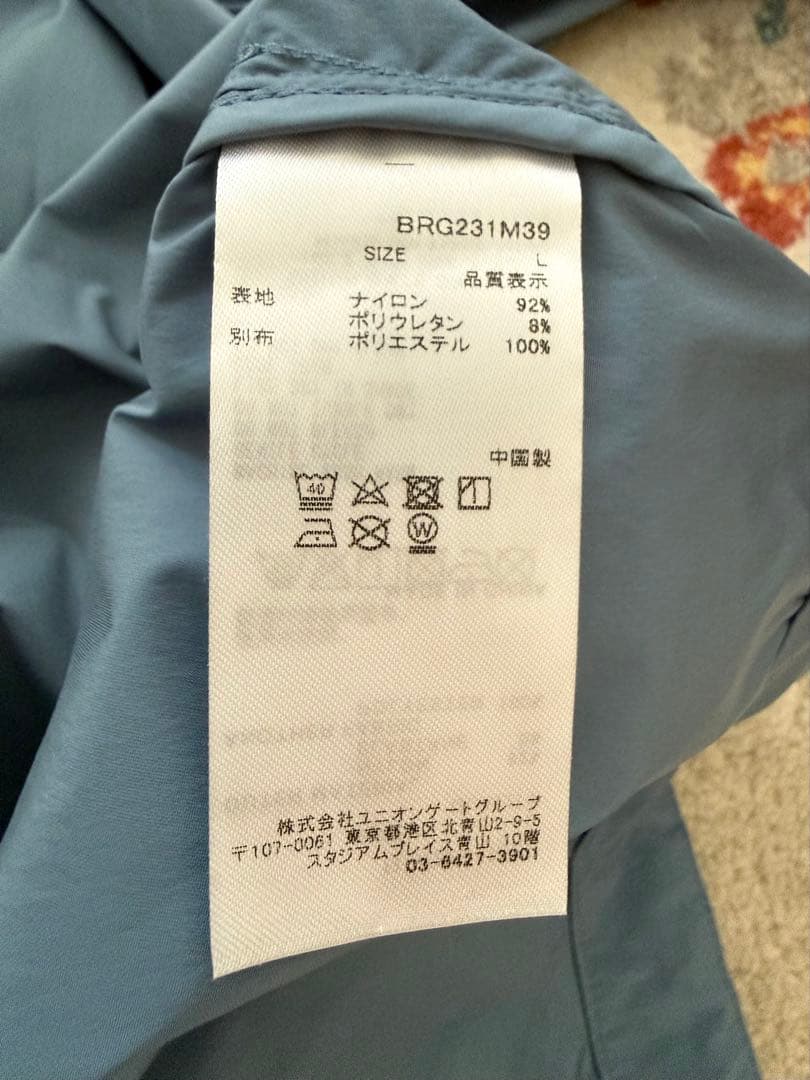 BRG231M39
SIZE L
品質表示
表地 ナイロン 92%
ポリウレタン 8%
別布 ポリエステル 100%
中国製
40
W
株式会社ユニオンゲートグループ
〒107-0061 東京都港区北青山2-9-5
スタジアムプレイス青山 10階
03-6427-3901